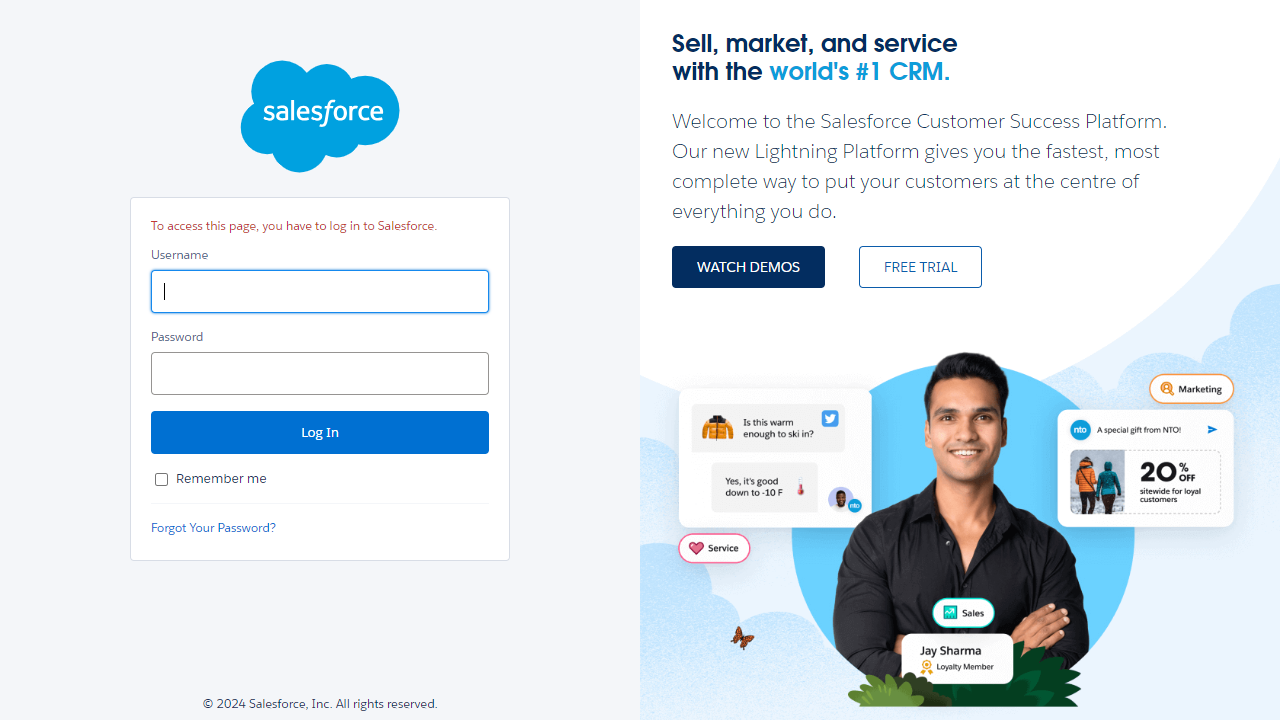 salesforce
To access this page, you have to log in to Salesforce.
Username
Password
Log In
Remember me
Forgot Your Password?
© 2024 Salesforce, Inc. All rights reserved.
Sell, market, and service
with the world's #1 CRM.
Welcome to the Salesforce Customer Success Platform.
Our new Lightning Platform gives you the fastest, most
complete way to put your customers at the centre of
everything you do.
WATCH DEMOS
FREE TRIAL
Is this warm
enough to ski in?
Yes, it's good
down to -10 F
nto
Service
Marketing
nto A special gift from NTO!
20% OFF
sitewide for loyal
customers
Sales
Jay Sharma
Loyalty Member